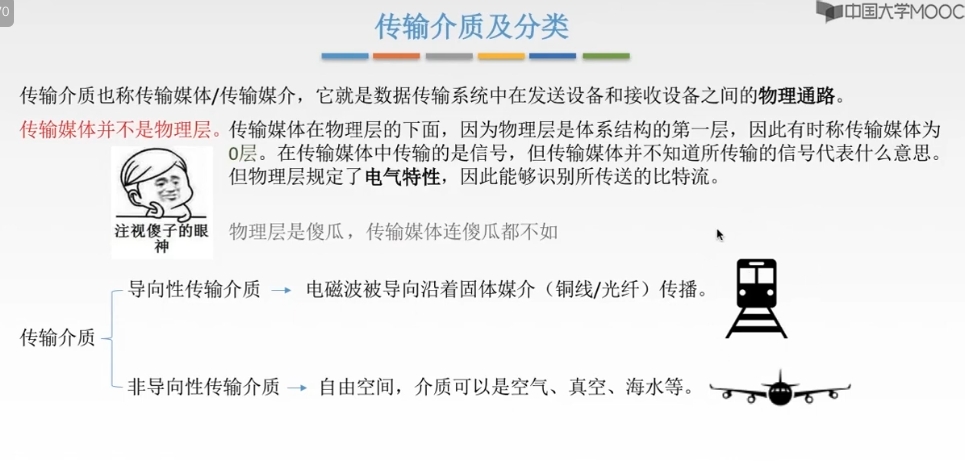 70
中国大学MOOC
传输介质及分类
传输介质也称传输媒体/传输媒介，它就是数据传输系统中在发送设备和接收设备之间的物理通路。
传输媒体并不是物理层。传输媒体在物理层的下面，因为物理层是体系结构的第一层，因此有时称传输媒体为
0层。在传输媒体中传输的是信号，但传输媒体并不知道所传输的信号代表什么意思。
但物理层规定了电气特性，因此能够识别所传送的比特流。
注视傻子的眼
神
物理层是傻瓜，传输媒体连傻瓜都不如
导向性传输介质
电磁波被导向沿着固体媒介（铜线/光纤）传播。
传输介质
非导向性传输介质
自由空间，介质可以是空气、真空、海水等。